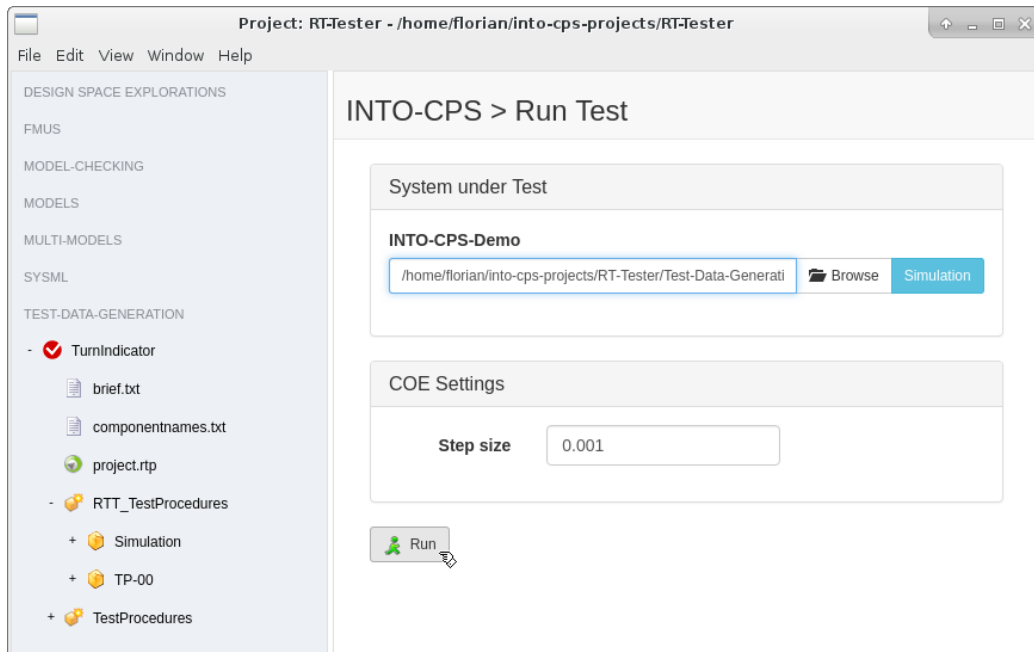 Project: RT-Tester - /home/florian/into-cps-projects/RT-Tester
File Edit View Window Help
DESIGN SPACE EXPLORATIONS
FMUS
MODEL-CHECKING
MODELS
MULTI-MODELS
SYSML
TEST-DATA-GENERATION
- TurnIndicator
brief.txt
componentnames.txt
project.rtp
- RTT_TestProcedures
+ Simulation
+ TP-00
+ TestProcedures
INTO-CPS > Run Test
System under Test
INTO-CPS-Demo
/home/florian/into-cps-projects/RT-Tester/Test-Data-Generati Browse Simulation
COE Settings
Step size 0.001
Run